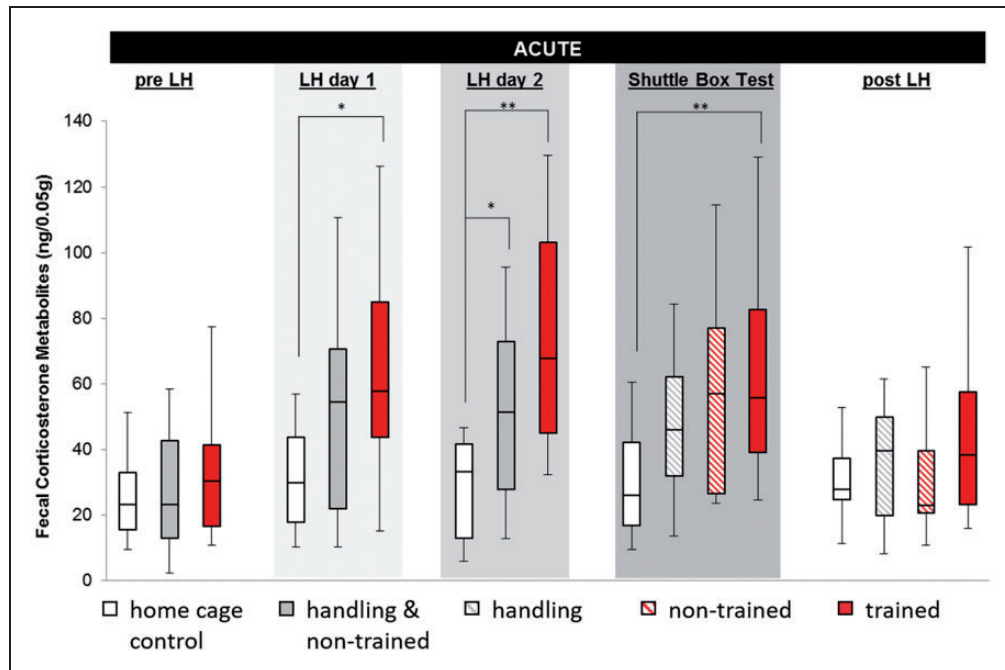 ACUTE
pre LH
LH day 1
LH day 2
Shuttle Box Test
post LH
Fecal Corticosterone Metabolites (ng/0.05g)
140
120
100
80
60
40
20
0
*
**
*
**
home cage
control
handling &
non-trained
handling
non-trained
trained